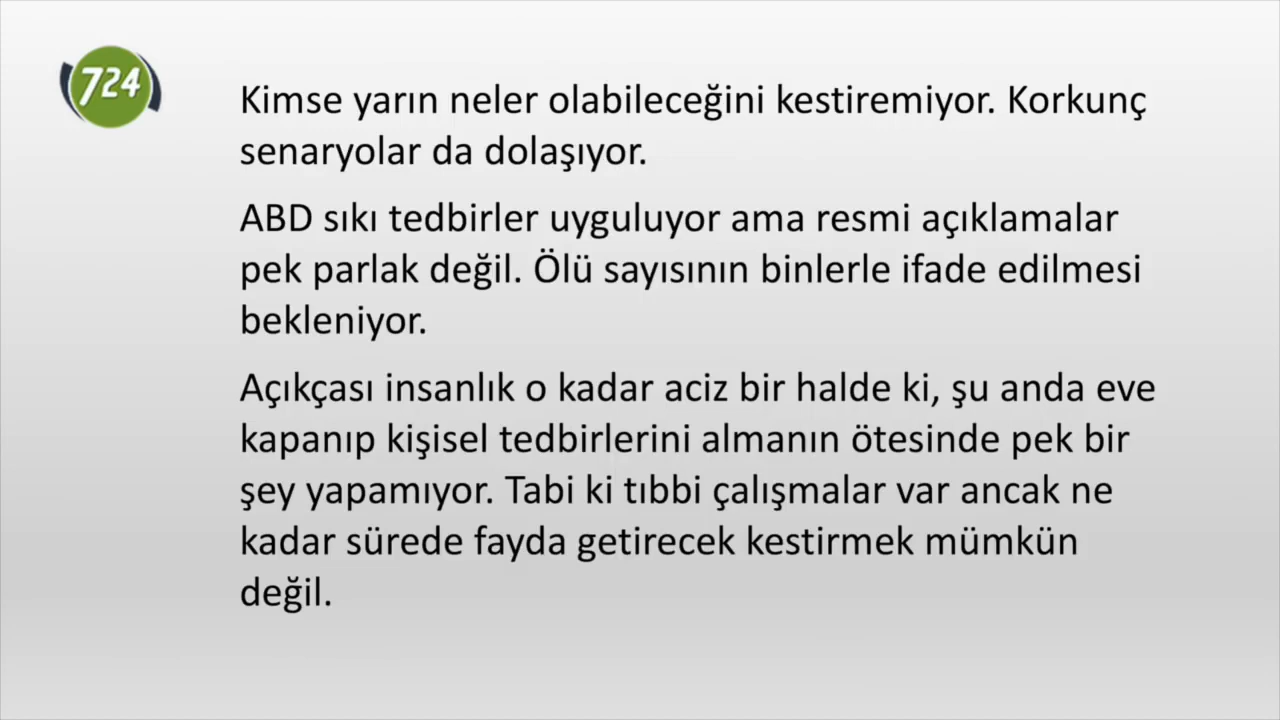 724
Kimse yarın neler olabileceğini kestiremiyor. Korkunç
senaryolar da dolaşıyor.
ABD sıkı tedbirler uyguluyor ama resmi açıklamalar
pek parlak değil. Ölü sayısının binlerle ifade edilmesi
bekleniyor.
Açıkçası insanlık o kadar aciz bir halde ki, şu anda eve
kapanıp kişisel tedbirlerini almanın ötesinde pek bir
şey yapamıyor. Tabi ki tıbbi çalışmalar var ancak ne
kadar sürede fayda getirecek kestirmek mümkün
değil.